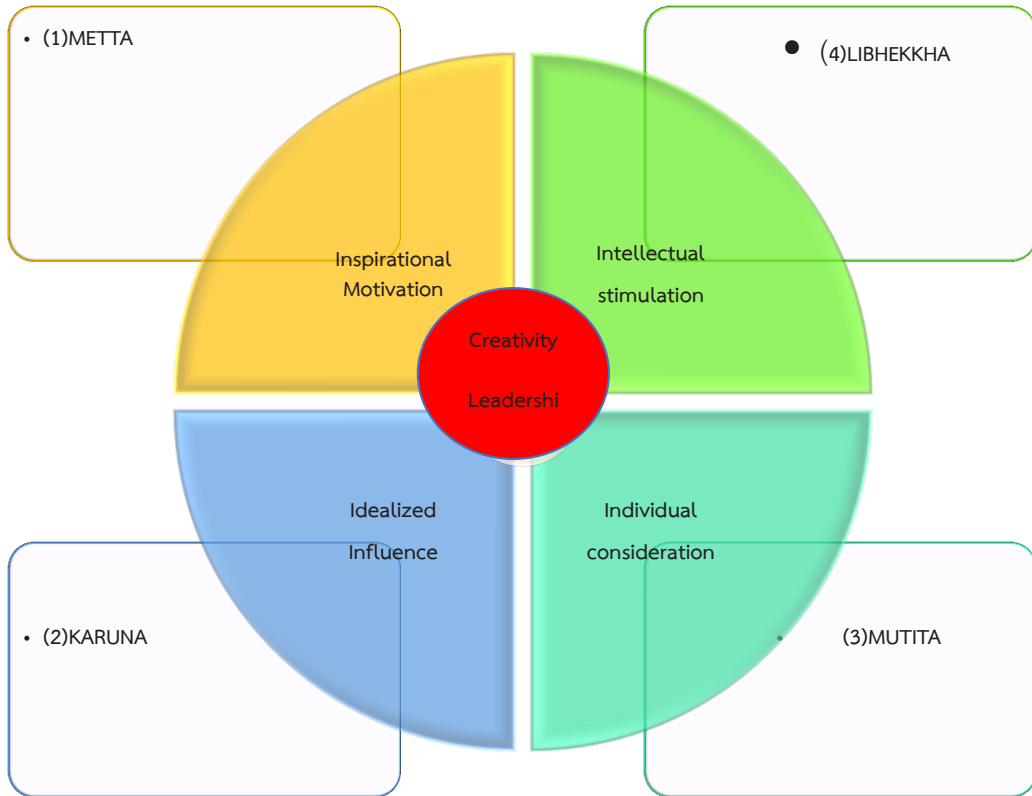 • (1)METTA
• (4)LIBHEKKHA
Inspirational
Motivation
Intellectual
stimulation
Creativity
Leadershi
Idealized
Influence
Individual
consideration
• (2)KARUNA
• (3)MUTITA